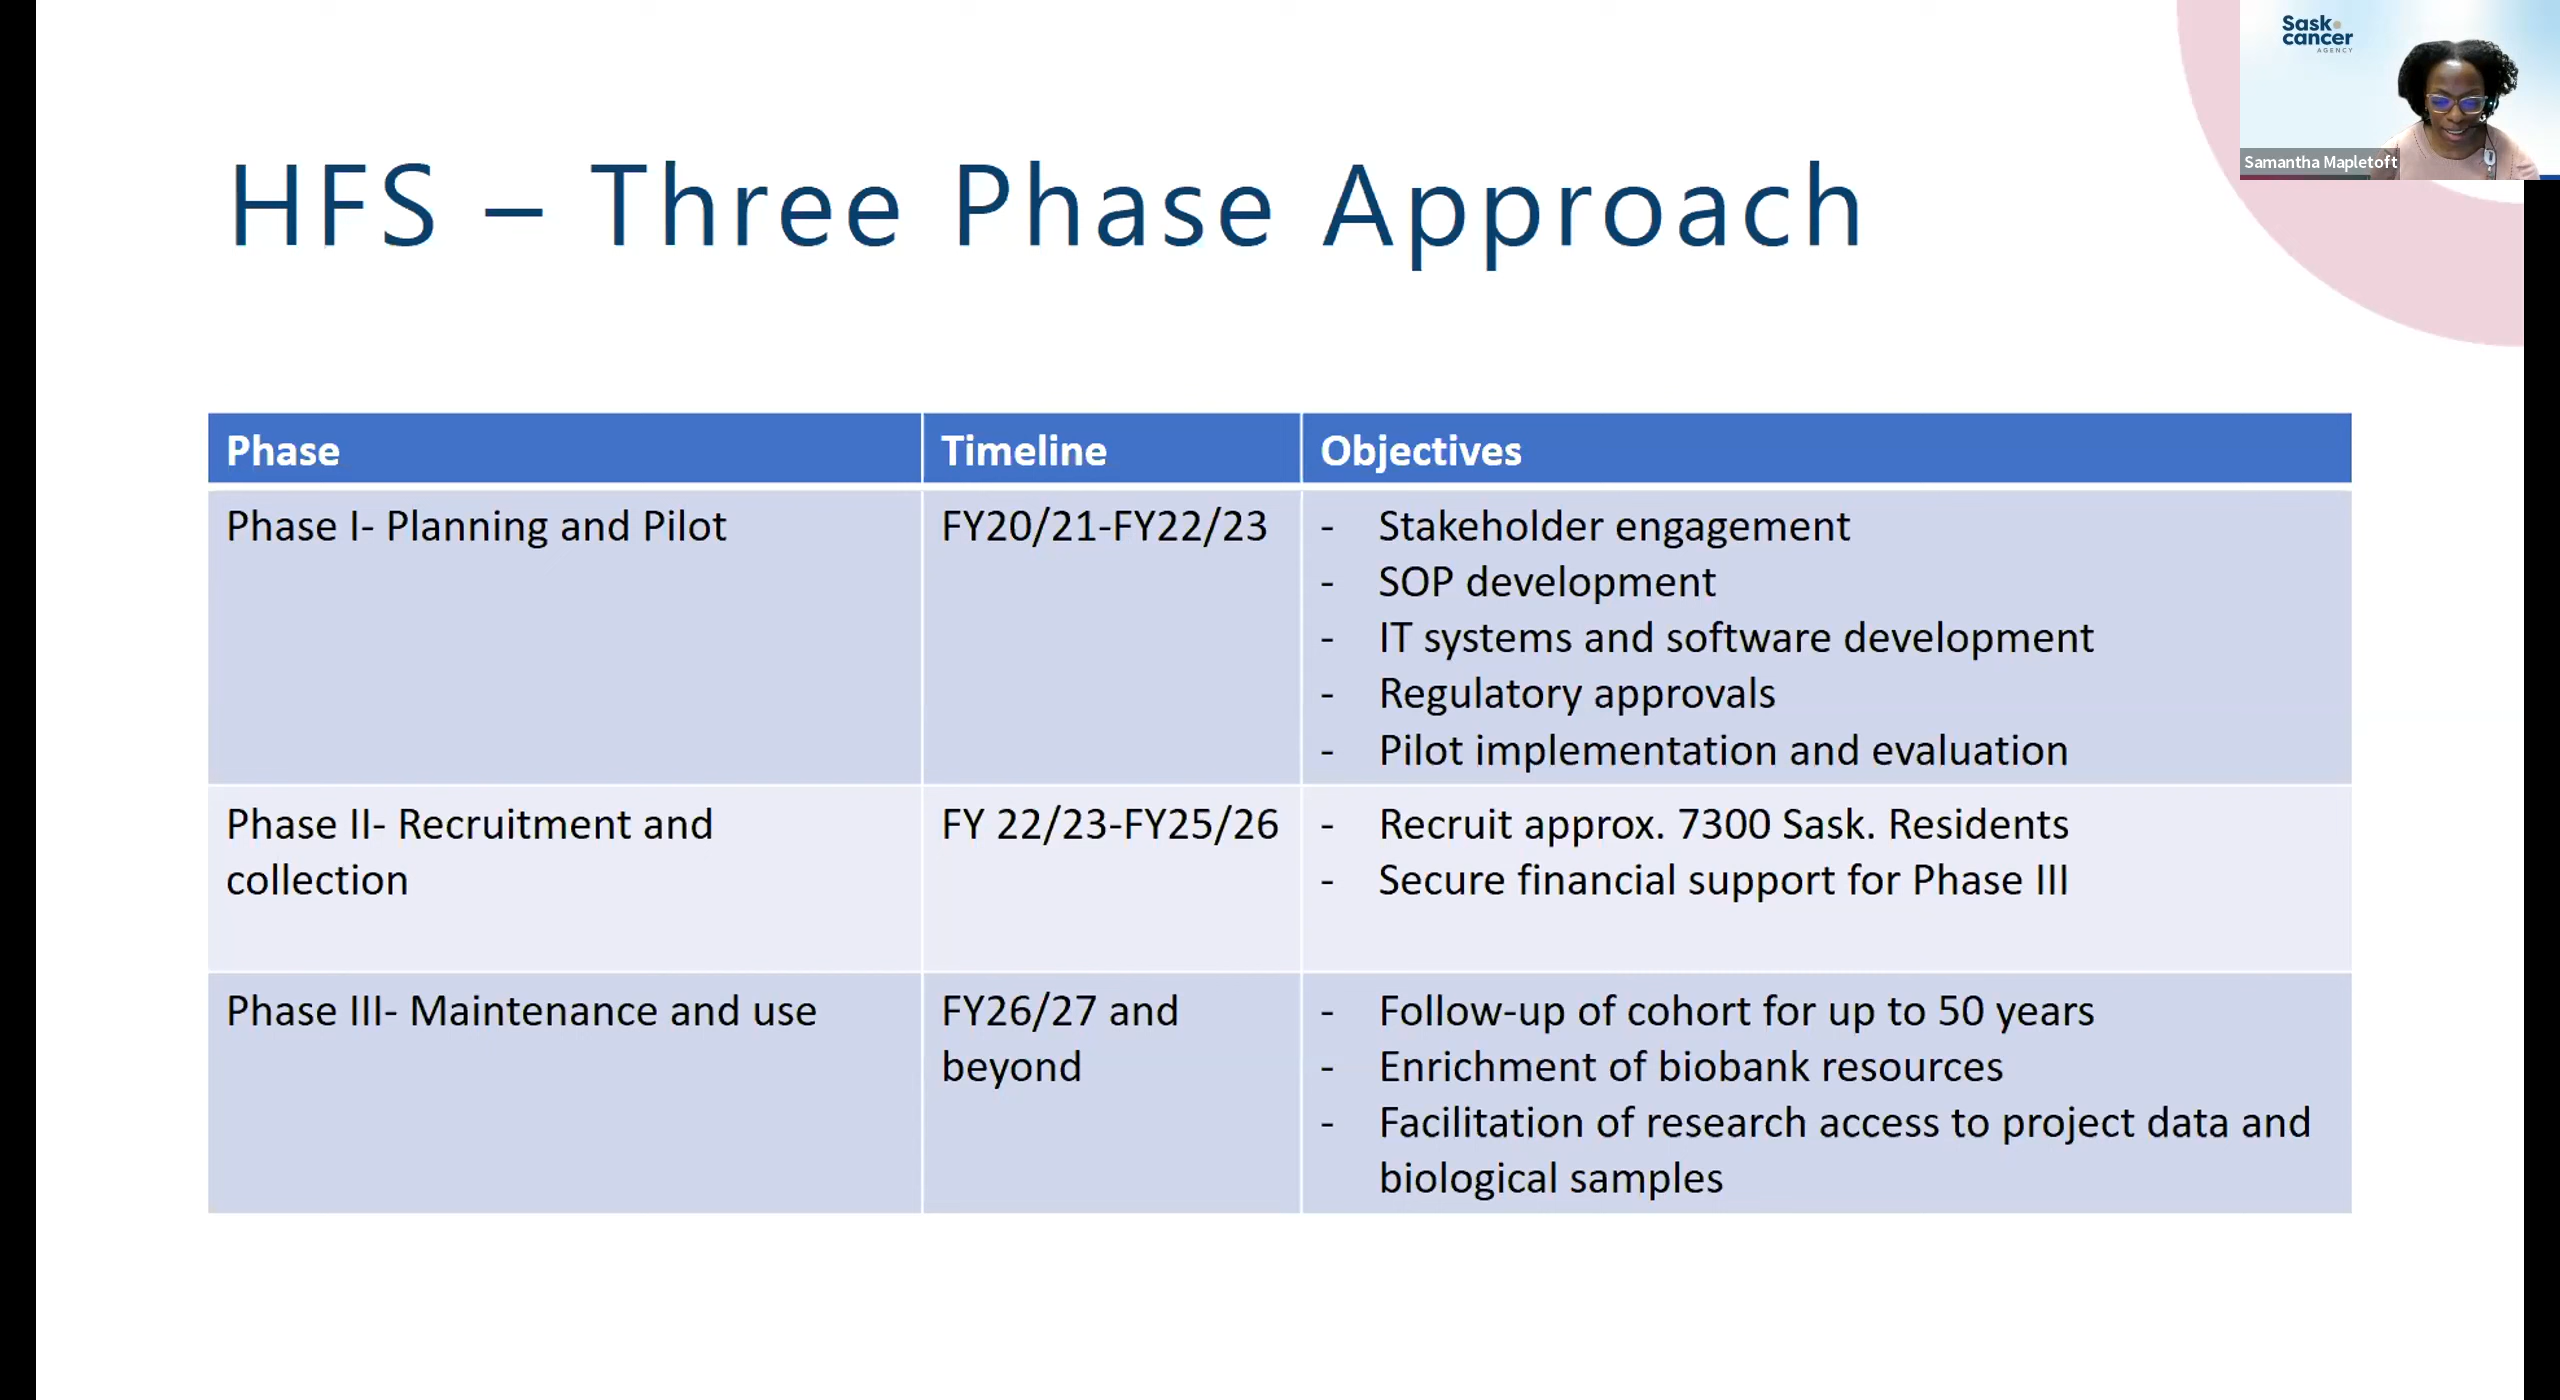 Sask
cancer
AGENCY
Samantha Mapletoft
HFS – Three Phase Approach
Phase Timeline Objectives
Phase I- Planning and Pilot FY20/21-FY22/23 - Stakeholder engagement
- SOP development
- IT systems and software development
- Regulatory approvals
- Pilot implementation and evaluation
Phase II- Recruitment and FY 22/23-FY25/26 - Recruit approx. 7300 Sask. Residents
collection - Secure financial support for Phase III
Phase III- Maintenance and use FY26/27 and - Follow-up of cohort for up to 50 years
beyond - Enrichment of biobank resources
- Facilitation of research access to project data and
biological samples